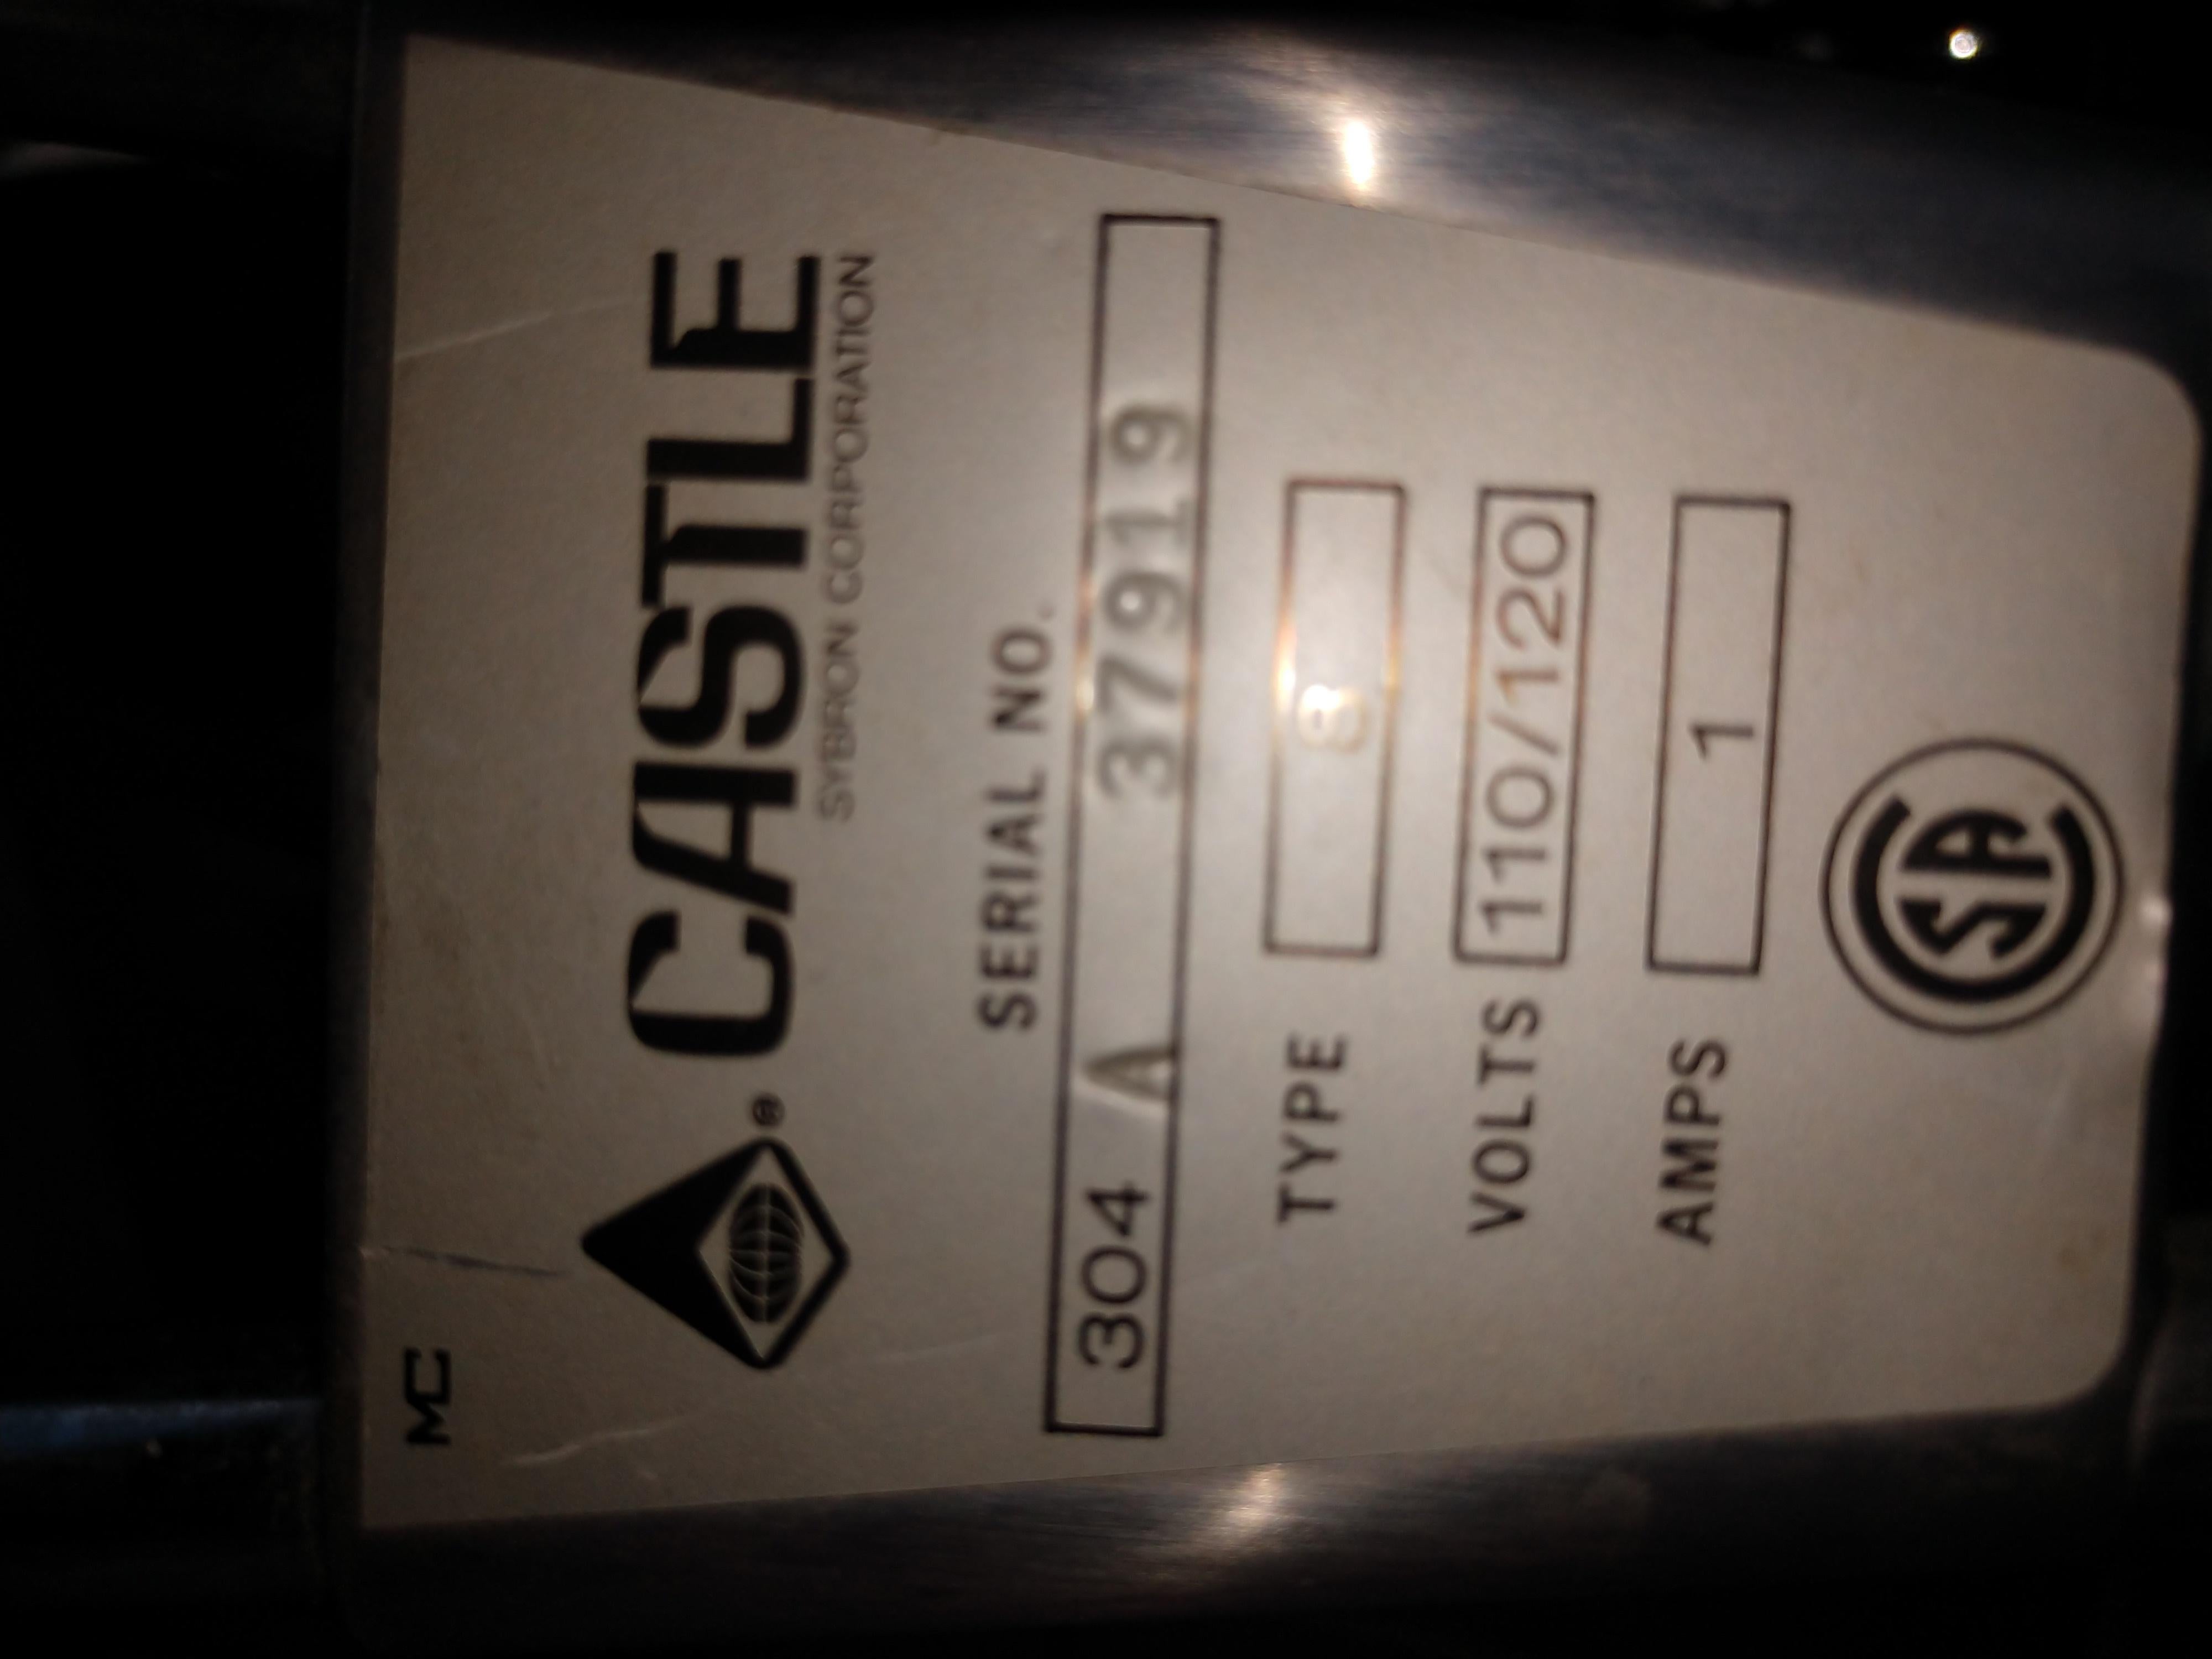 MC
® CASTLE
SYBRON CORPORATION
SERIAL NO.
304 A 37919
TYPE 8
VOLTS 110/120
AMPS 1
CSA